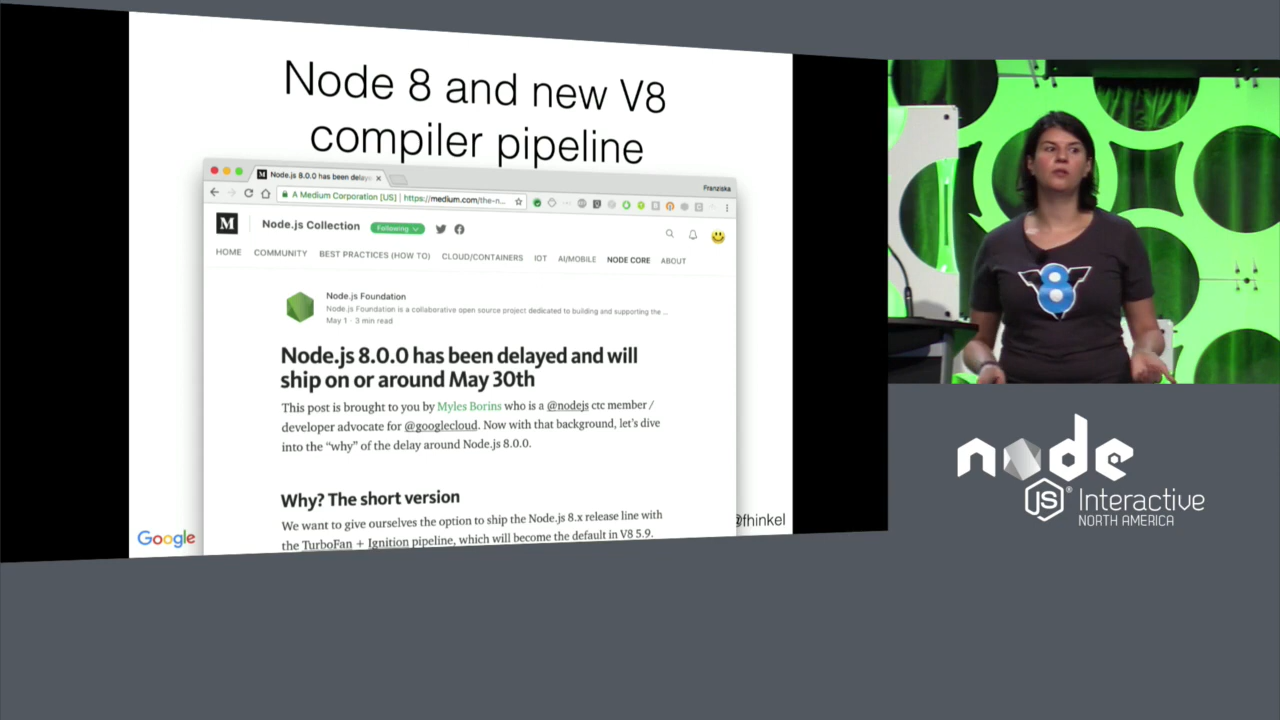 Node 8 and new V8
compiler pipeline
Node.js 8.0.0 has been delay
Franziska
A Medium Corporation [US] | https://medium.com/the-n...
M
Node.js Collection
Following
HOME COMMUNITY BEST PRACTICES (HOW TO) CLOUD/CONTAINERS IOT AI/MOBILE NODE CORE ABOUT
Node.js Foundation
Node.js Foundation is a collaborative open source project dedicated to building and supporting the ...
May 1 · 3 min read
Node.js 8.0.0 has been delayed and will
ship on or around May 30th
This post is brought to you by Myles Borins who is a @nodejs ctc member /
developer advocate for @googlecloud. Now with that background, let's dive
into the “why” of the delay around Node.js 8.0.0.
Why? The short version
We want to give ourselves the option to ship the Node.js 8.x release line with
the TurboFan + Ignition pipeline, which will become the default in V8 5.9.
Google
@fhinkel
8
node
JS® Interactive
NORTH AMERICA